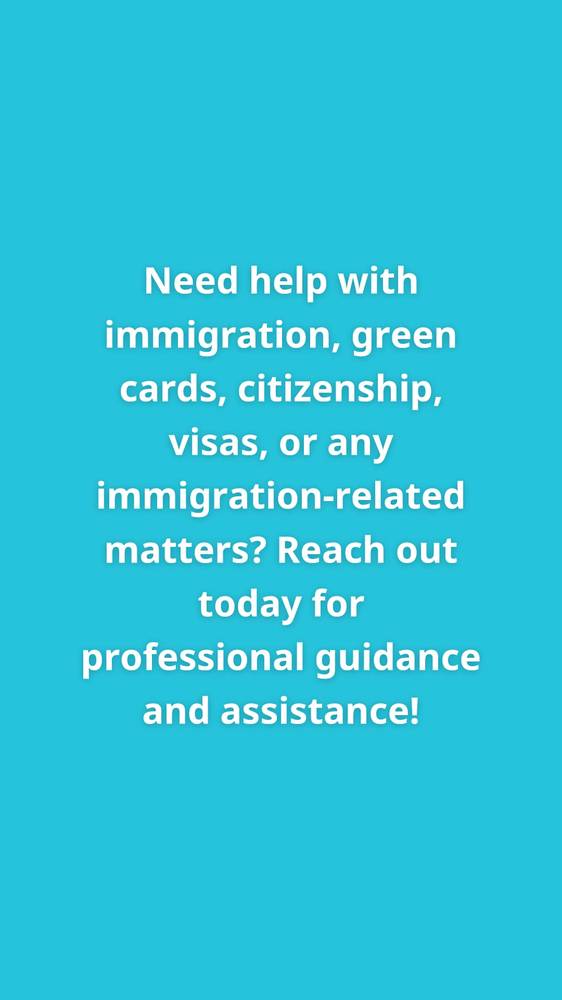 Need help with
immigration, green
cards, citizenship,
visas, or any
immigration-related
matters? Reach out
today for
professional guidance
and assistance!